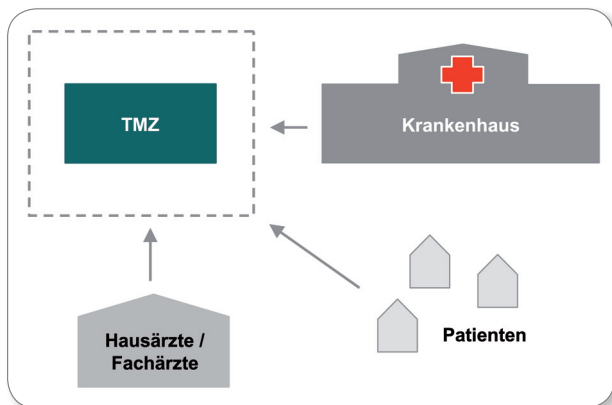 TMZ
Krankenhaus
Hausärzte /
Fachärzte
Patienten